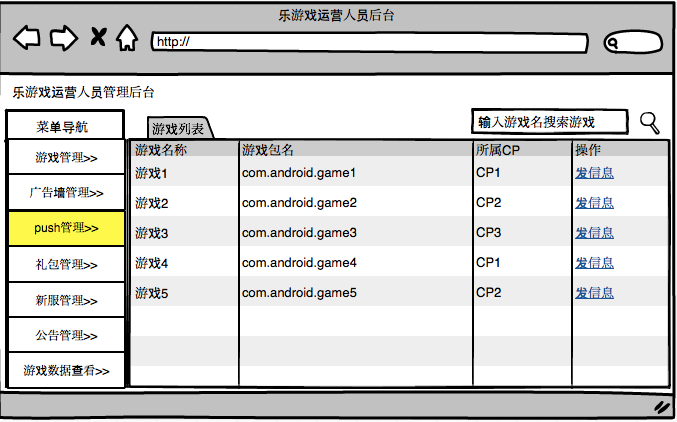 乐游戏运营人员后台
http://
乐游戏运营人员管理后台
菜单导航
游戏列表
输入游戏名搜索游戏
游戏管理>>
广告墙管理>>
push管理>>
礼包管理>>
新服管理>>
公告管理>>
游戏数据查看>>
游戏名称 游戏包名 所属CP 操作
游戏1 com.android.game1 CP1 发信息
游戏2 com.android.game2 CP2 发信息
游戏3 com.android.game3 CP3 发信息
游戏4 com.android.game4 CP1 发信息
游戏5 com.android.game5 CP2 发信息